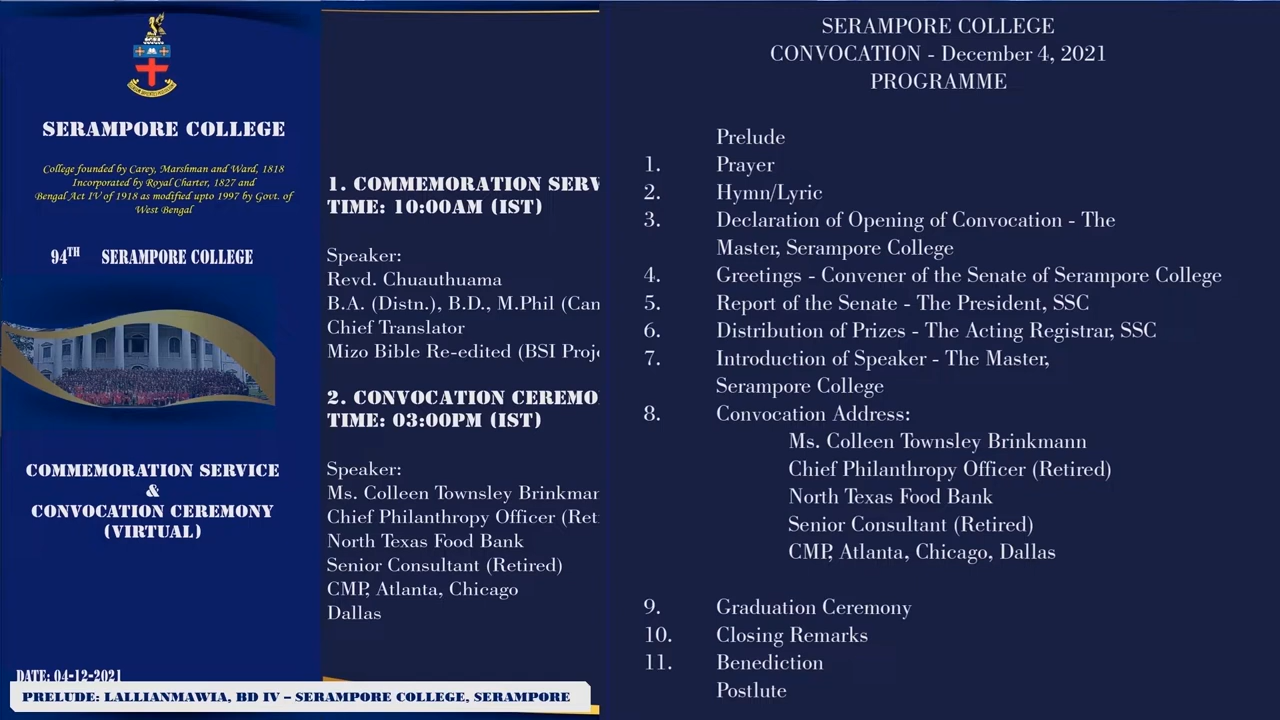 SERAMPORE COLLEGE
College founded by Carey, Marshman and Ward, 1818
Incorporated by Royal Charter, 1827 and
Bengal Act IV of 1918 as modified upto 1997 by Govt. of
West Bengal
94TH SERAMPORE COLLEGE
COMMEMORATION SERVICE
&
CONVOCATION CEREMONY
(VIRTUAL)
DATE: 04-12-2021
PRELUDE: LALLIANMAWIA, BD IV – SERAMPORE COLLEGE, SERAMPORE
1. COMMEMORATION SERV
TIME: 10:00AM (IST)
Speaker:
Revd. Chuauthuama
B.A. (Distn.), B.D., M.Phil (Can
Chief Translator
Mizo Bible Re-edited (BSI Proje
2. CONVOCATION CEREMO
TIME: 03:00PM (IST)
Speaker:
Ms. Colleen Townsley Brinkmar
Chief Philanthropy Officer (Ret
North Texas Food Bank
Senior Consultant (Retired)
CMP, Atlanta, Chicago
Dallas
SERAMPORE COLLEGE
CONVOCATION - December 4, 2021
PROGRAMME
Prelude
1. Prayer
2. Hymn/Lyric
3. Declaration of Opening of Convocation - The
Master, Serampore College
4. Greetings - Convener of the Senate of Serampore College
5. Report of the Senate - The President, SSC
6. Distribution of Prizes - The Acting Registrar, SSC
7. Introduction of Speaker - The Master,
Serampore College
8. Convocation Address:
Ms. Colleen Townsley Brinkmann
Chief Philanthropy Officer (Retired)
North Texas Food Bank
Senior Consultant (Retired)
CMP, Atlanta, Chicago, Dallas
9. Graduation Ceremony
10. Closing Remarks
11. Benediction
Postlute